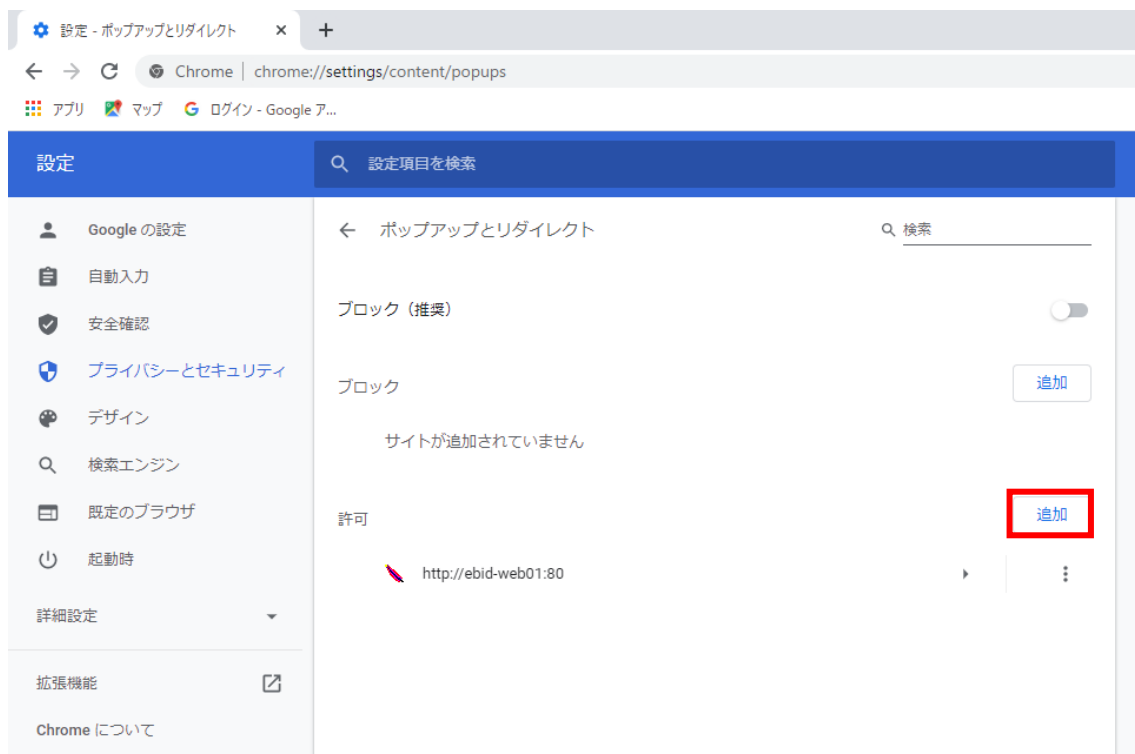 設定 - ポップアップとリダイレクト
Chrome | chrome://settings/content/popups
アプリ マップ ログイン - Google ア...
設定
設定項目を検索
Google の設定
自動入力
安全確認
プライバシーとセキュリティ
デザイン
検索エンジン
既定のブラウザ
起動時
詳細設定
拡張機能
Chrome について
ポップアップとリダイレクト
検索
ブロック（推奨）
ブロック
追加
サイトが追加されていません
許可
追加
http://ebid-web01:80